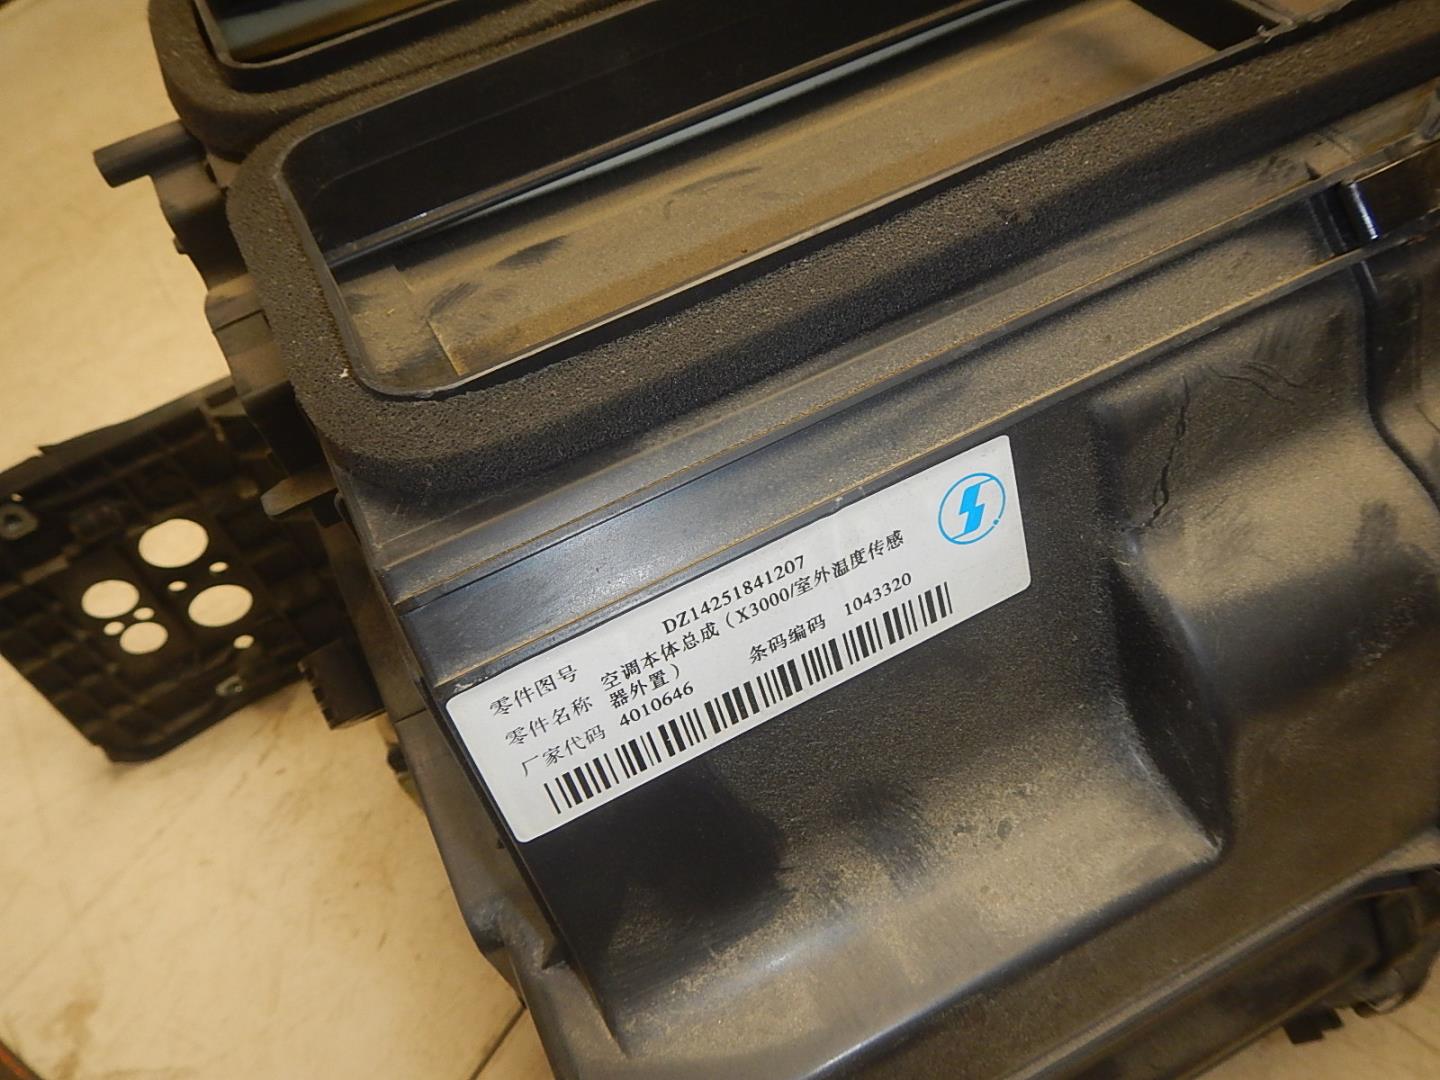 零件图号 DZ14251841207
零件名称 空调本体总成（X3000/室外温度传感
器外置）
厂家代码 4010646 条码编码 1043320